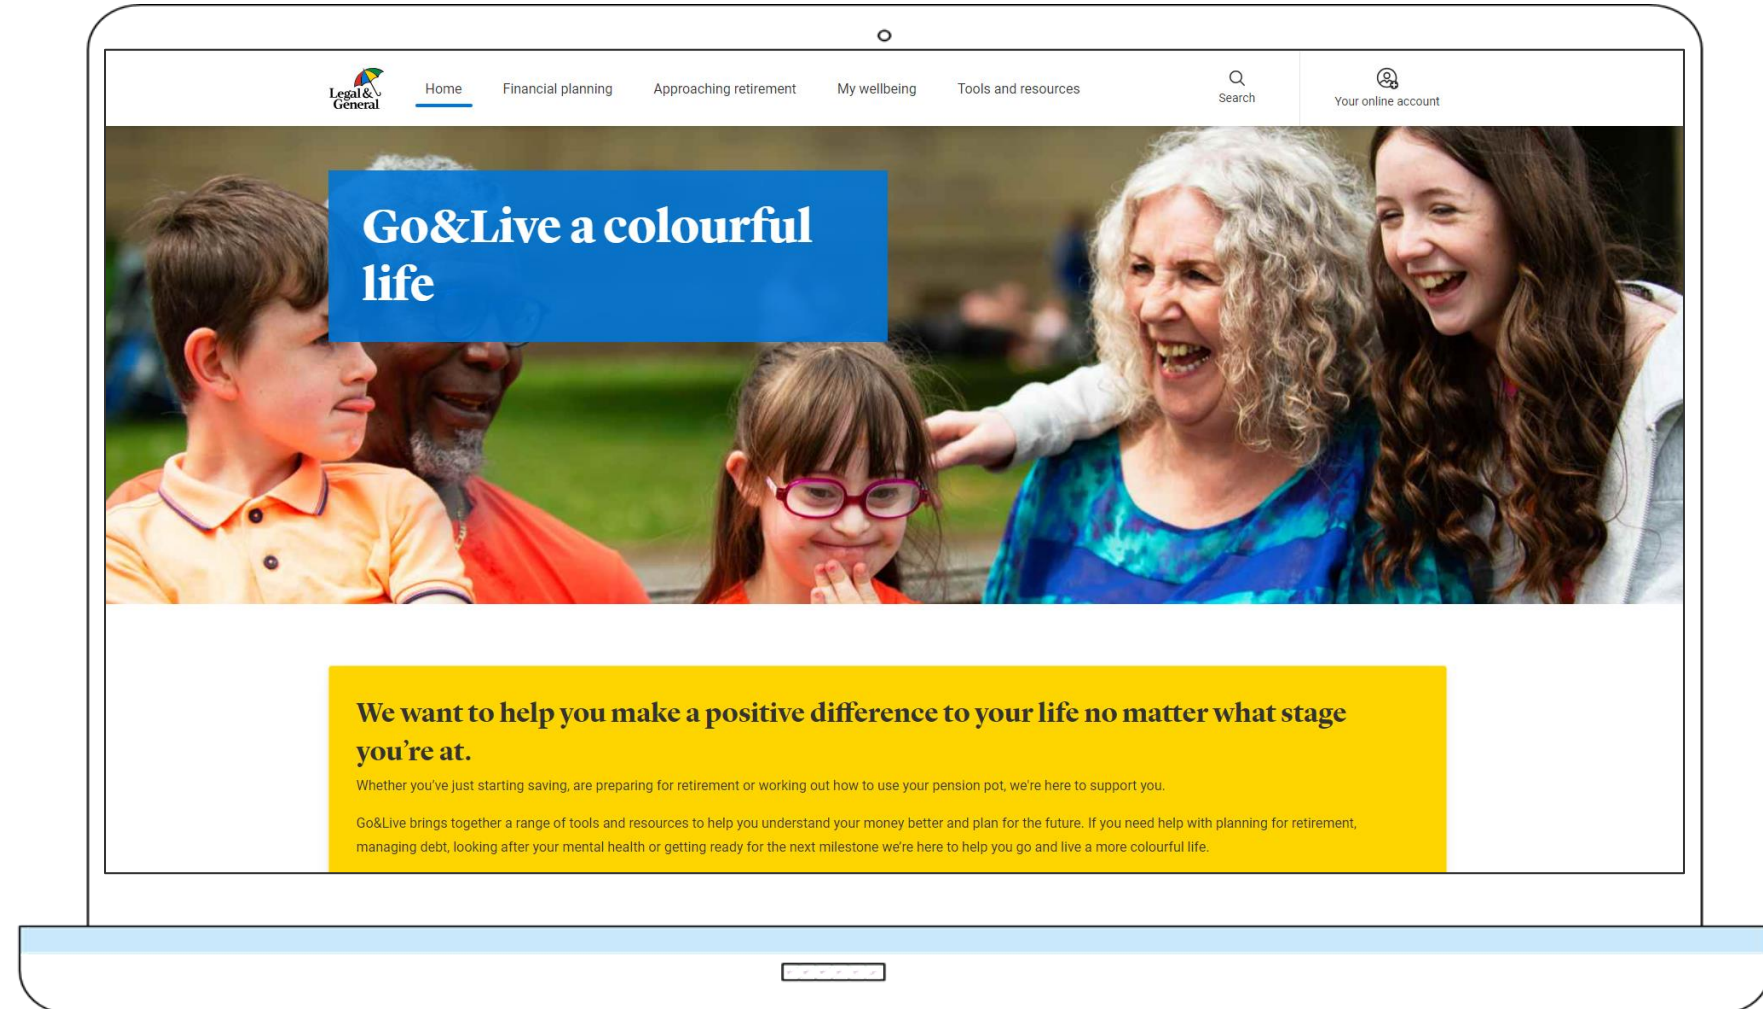 Legal &
General
Home
Financial planning
Approaching retirement
My wellbeing
Tools and resources
Search
Your online account
Go&Live a colourful
life
We want to help you make a positive difference to your life no matter what stage
you’re at.
Whether you've just starting saving, are preparing for retirement or working out how to use your pension pot, we're here to support you.
Go&Live brings together a range of tools and resources to help you understand your money better and plan for the future. If you need help with planning for retirement,
managing debt, looking after your mental health or getting ready for the next milestone we're here to help you go and live a more colourful life.